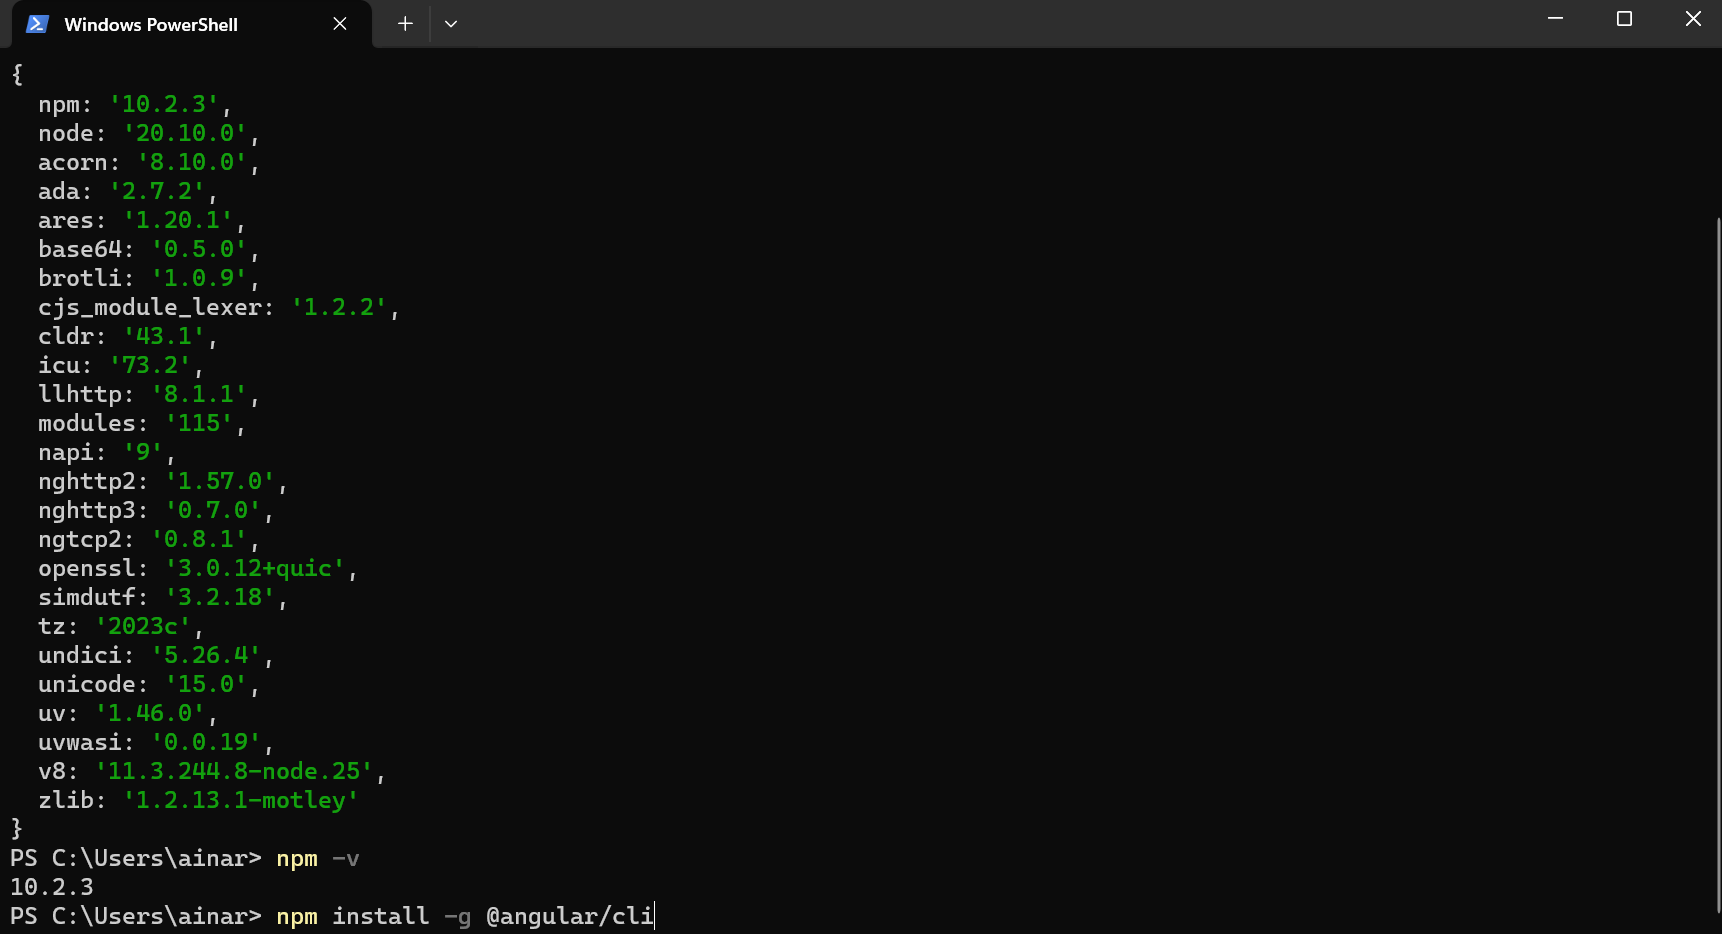 Windows PowerShell
{
  npm: '10.2.3',
  node: '20.10.0',
  acorn: '8.10.0',
  ada: '2.7.2',
  ares: '1.20.1',
  base64: '0.5.0',
  brotli: '1.0.9',
  cjs_module_lexer: '1.2.2',
  cldr: '43.1',
  icu: '73.2',
  llhttp: '8.1.1',
  modules: '115',
  napi: '9',
  nghttp2: '1.57.0',
  nghttp3: '0.7.0',
  ngtcp2: '0.8.1',
  openssl: '3.0.12+quic',
  simdutf: '3.2.18',
  tz: '2023c',
  undici: '5.26.4',
  unicode: '15.0',
  uv: '1.46.0',
  uvwasi: '0.0.19',
  v8: '11.3.244.8-node.25',
  zlib: '1.2.13.1-motley'
}
PS C:\Users\ainar> npm -v
10.2.3
PS C:\Users\ainar> npm install -g @angular/cli